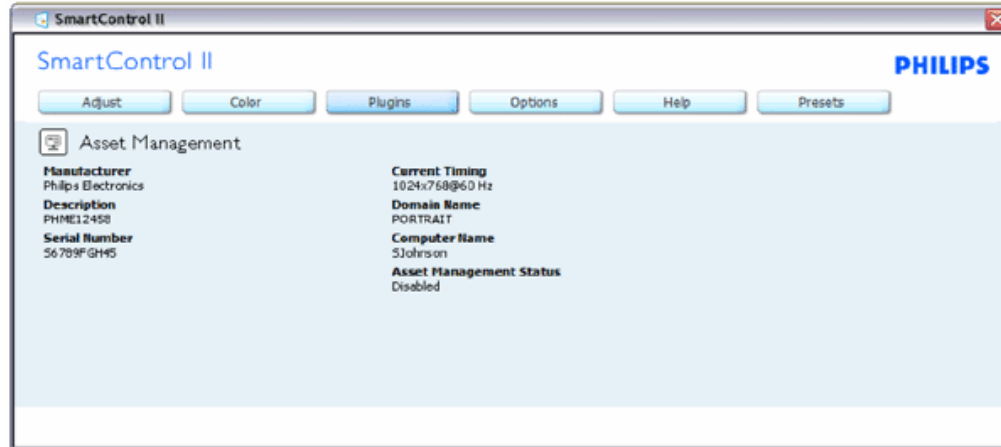 SmartControl II
SmartControl II
PHILIPS
Adjust Color Plugins Options Help Presets
Asset Management
Manufacturer
Philips Electronics
Description
PHME12458
Serial Number
56789FGH45
Current Timing
1024x768@60 Hz
Domain Name
PORTRAIT
Computer Name
SJohnson
Asset Management Status
Disabled